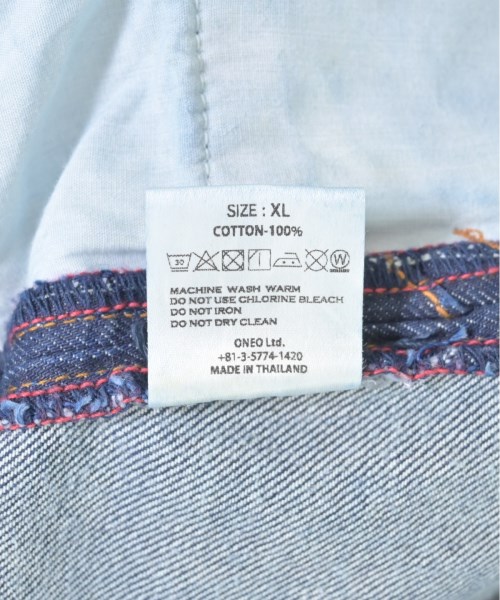 SIZE : XL
COTTON-100%
30 W
MACHINE WASH WARM
DO NOT USE CHLORINE BLEACH
DO NOT IRON
DO NOT DRY CLEAN
ONEO Ltd.
+81-3-5774-1420
MADE IN THAILAND